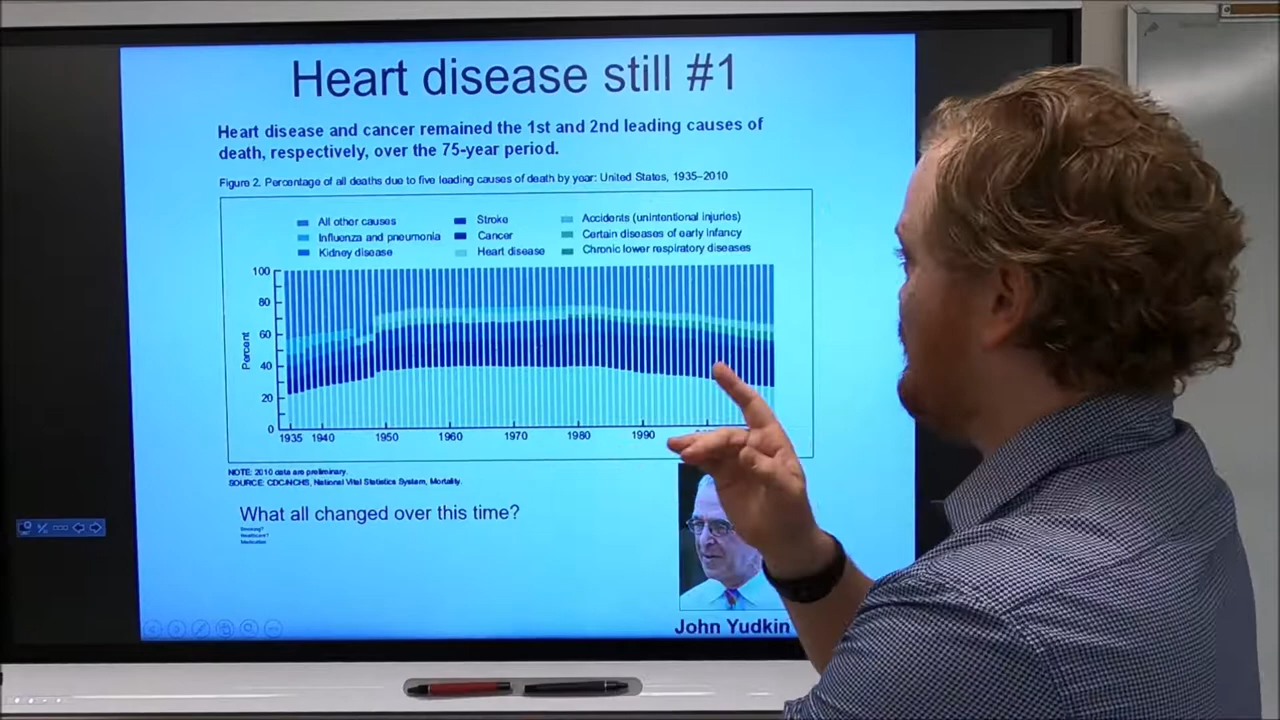 Heart disease still #1
Heart disease and cancer remained the 1st and 2nd leading causes of
death, respectively, over the 75-year period.
Figure 2. Percentage of all deaths due to five leading causes of death by year: United States, 1935–2010
All other causes
Stroke
Accidents (unintentional injuries)
Influenza and pneumonia
Cancer
Certain diseases of early infancy
Kidney disease
Heart disease
Chronic lower respiratory diseases
100
80
60
40
20
0
Percent
1935 1940 1950 1960 1970 1980 1990
NOTE: 2010 data are preliminary.
SOURCE: CDC/NCHS, National Vital Statistics System, Mortality.
What all changed over this time?
Smoking?
Healthcare?
Medication
John Yudkin